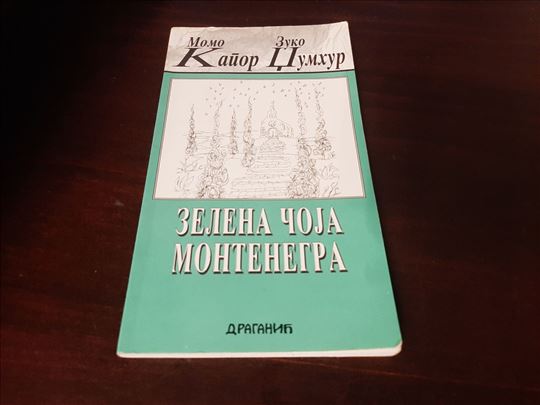 Момо Зуко
Капор Џумхур
ЗЕЛЕНА ЧОЈА
МОНТЕНЕГРА
ДРАГАНИЋ